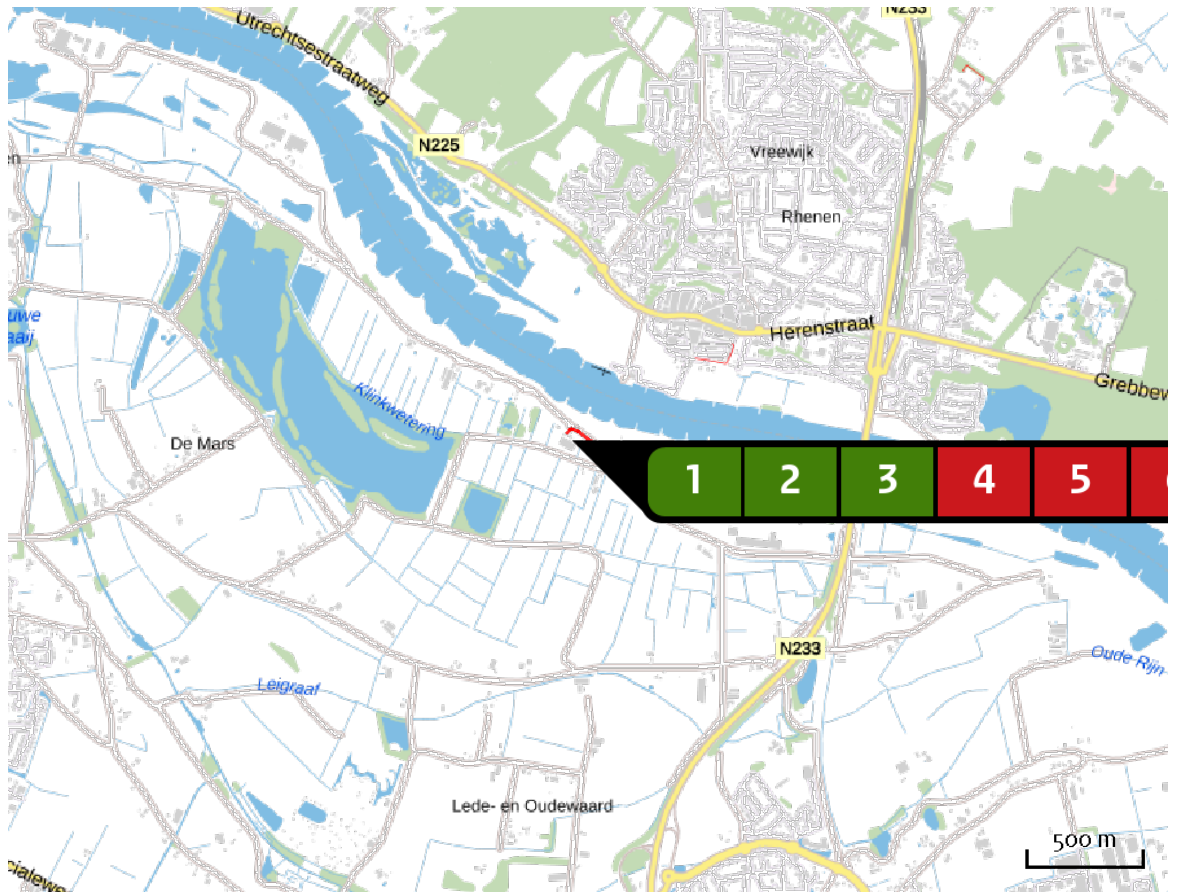 N233
Utrechtsestraatweg
N225
Vreewijk
Rhenen
Herenstraat
Grebbew
Klinkwetering
De Mars
1 2 3 4 5
N233
Oude Rijn
Leigraaf
Lede- en Oudewaard
500 m